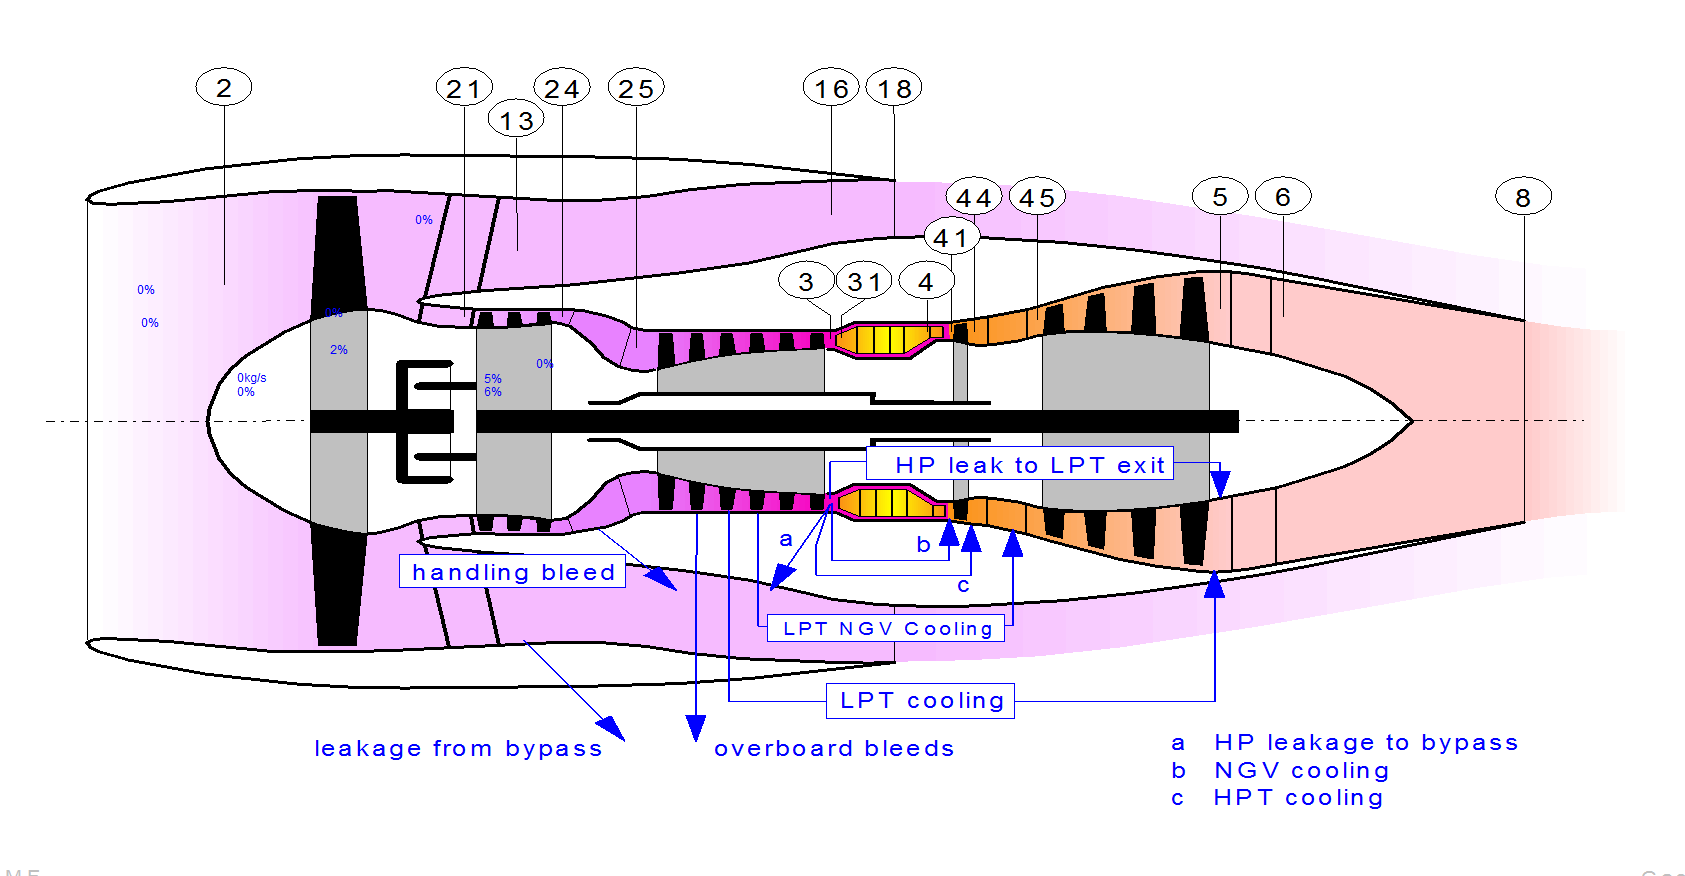 2
21
13
24
25
16
18
44
45
41
5
6
8
3
31
4
0%
0%
0%
0%
2%
0%
0kg/s
0%
5%
6%
HP leak to LPT exit
a
b
c
handling bleed
LPT NGV Cooling
LPT cooling
leakage from bypass
overboard bleeds
a HP leakage to bypass
b NGV cooling
c HPT cooling